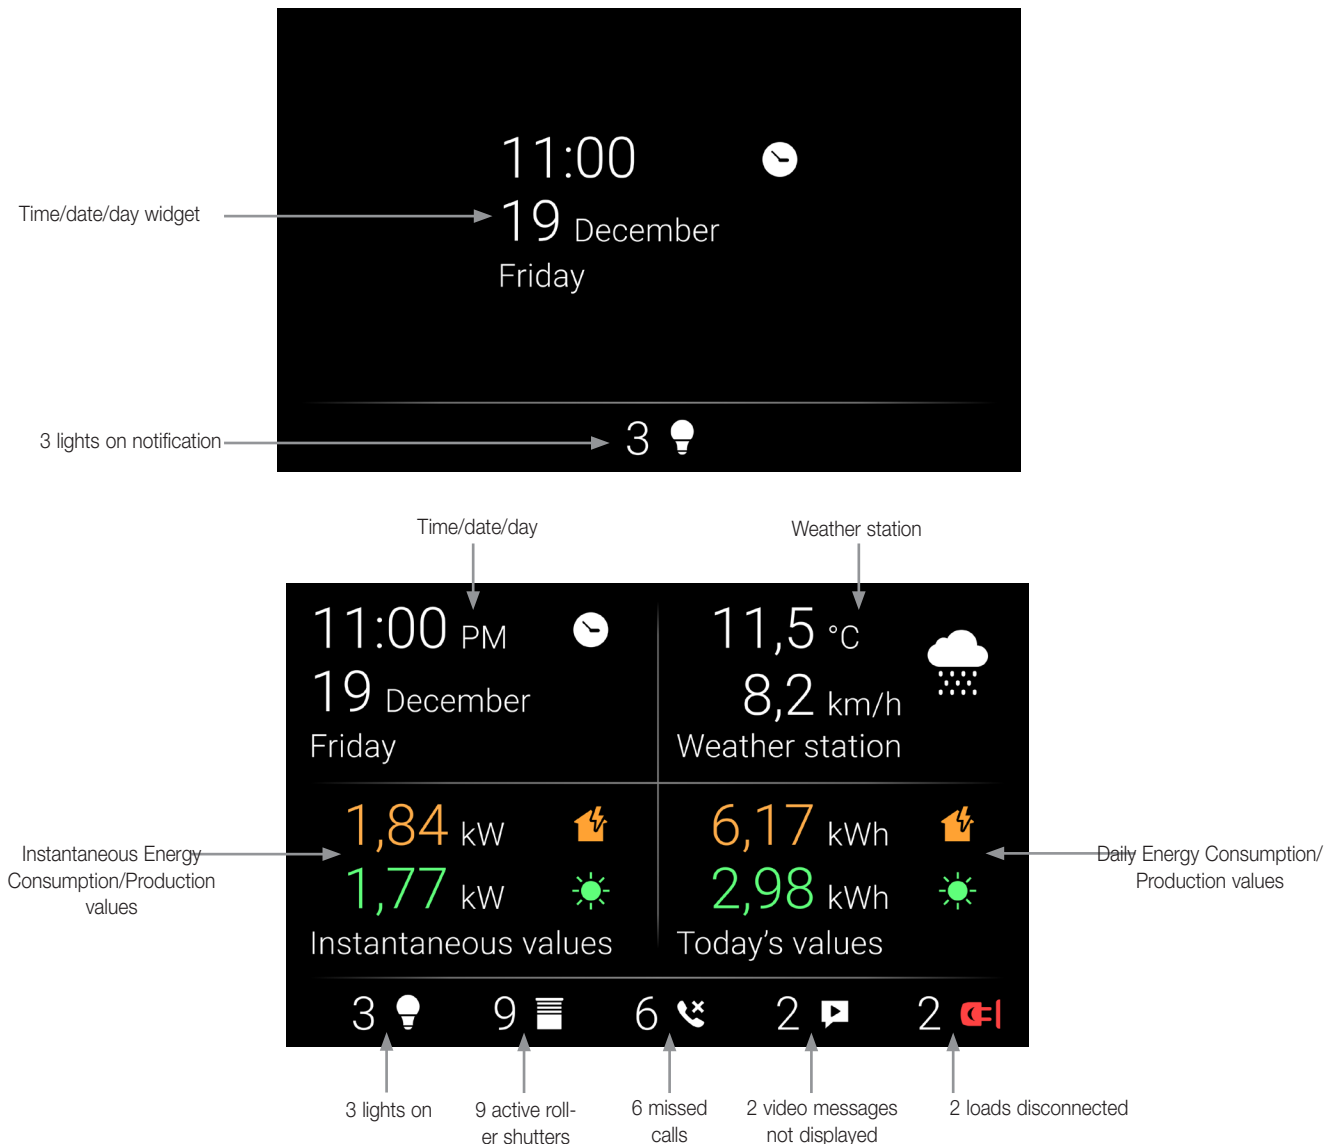 11:00
Time/date/day widget
19 December
Friday
3 lights on notification
3
Time/date/day
Weather station
11:00 PM
19 December
Friday
11,5 °C
8,2 km/h
Weather station
Instantaneous Energy
Consumption/Production
values
1,84 kW
1,77 kW
Instantaneous values
6,17 kWh
2,98 kWh
Today's values
Daily Energy Consumption/
Production values
3
9
6
2
2
3 lights on
9 active roll-
er shutters
6 missed
calls
2 video messages
not displayed
2 loads disconnected